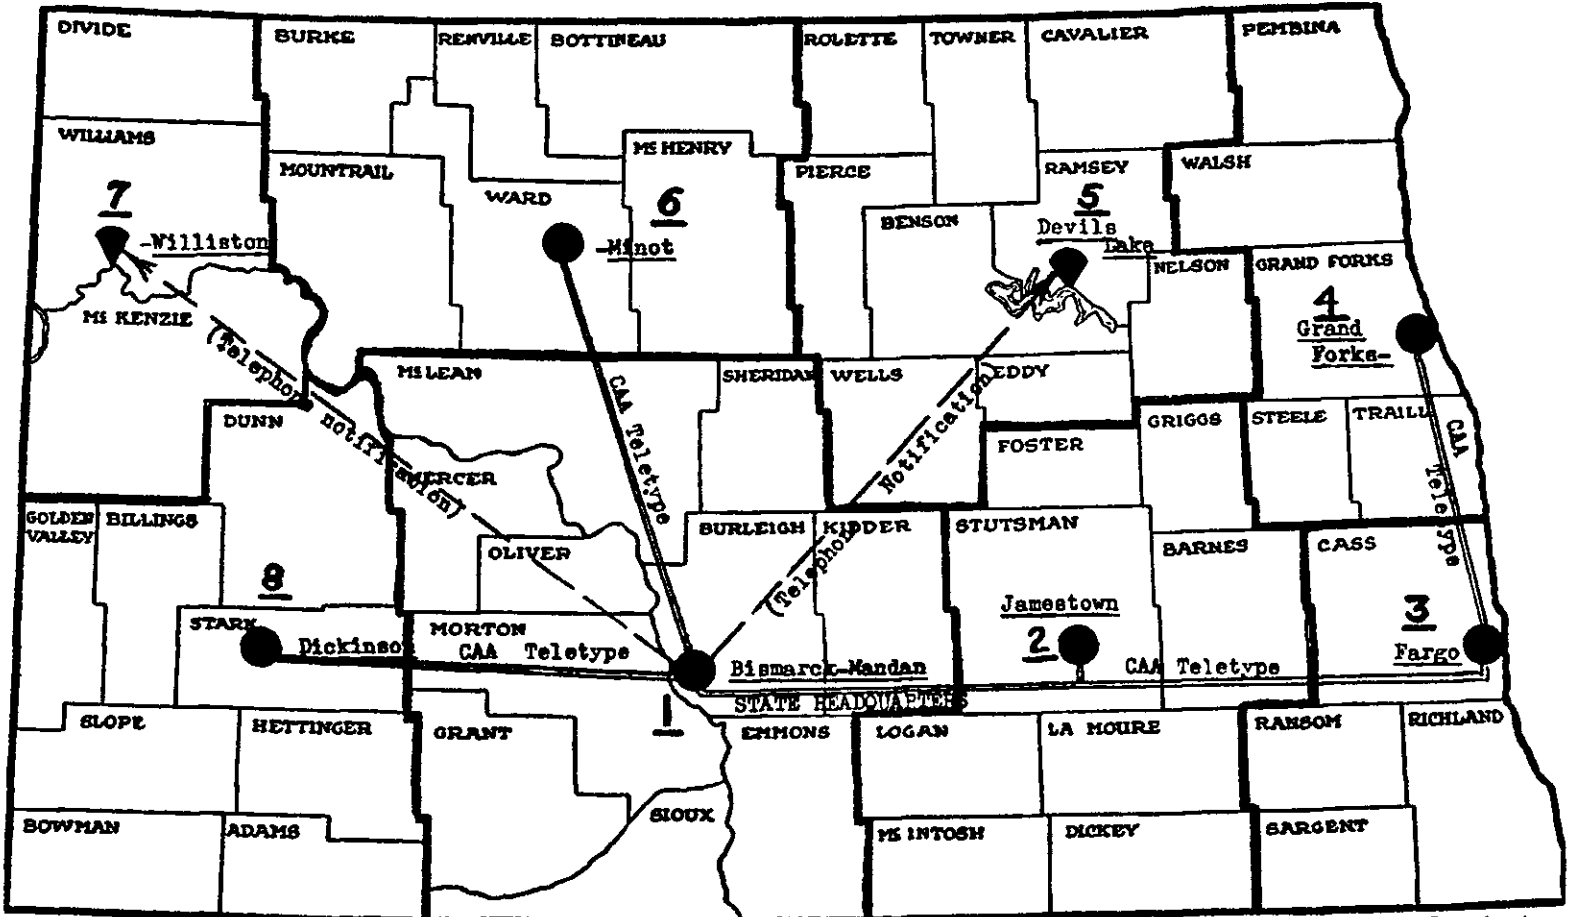 DIVIDE
BURKE
RENVILLE
BOTTINEAU
ROLETTE
TOWNER
CAVALIER
PEMBINA
WILLIAMS
MOUNTRAIL
WARD
McHENRY
PIERCE
BENSON
RAMSEY
WALSH
7
-Williston
6
-Minot
5
Devils
Lake
NELSON
GRAND FORKS
4
Grand
Forks-
Mc KENZIE
(Telephone
notification)
McLEAN
SHERIDAN
WELLS
EDDY
Notification)
(Telephone
CAA Teletype
DUNN
MERCER
FOSTER
GRIGGS
STEELE
TRAILL
CAA
Teletype
GOLDEN
VALLEY
BILLINGS
OLIVER
BURLEIGH
KIDDER
STUTSMAN
BARNES
CASS
8
STARK
Dickinson
MORTON
CAA Teletype
Bismarck-Mandan
STATE HEADQUARTERS
1
Jamestown
2
CAA Teletype
3
Fargo
SLOPE
HETTINGER
GRANT
EMMONS
LOGAN
LA MOURE
RANSOM
RICHLAND
BOWMAN
ADAMS
SIOUX
Mc INTOSH
DICKEY
SARGENT